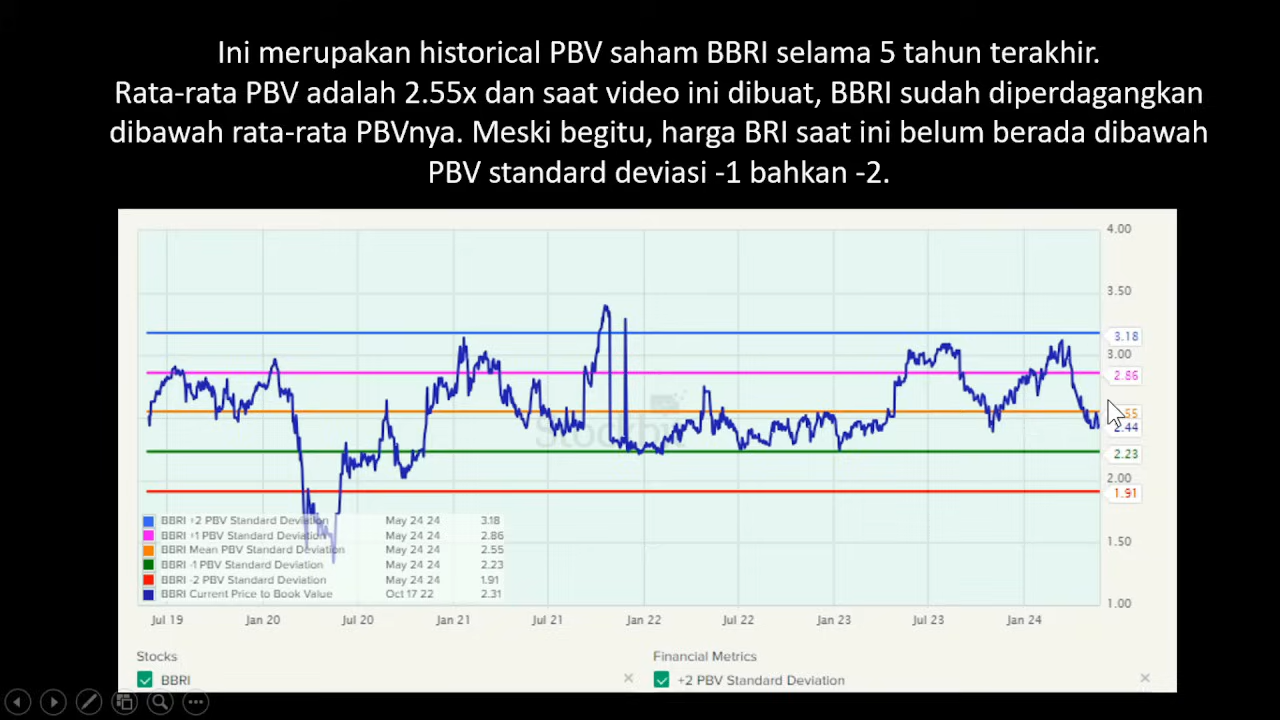 Ini merupakan historical PBV saham BBRI selama 5 tahun terakhir.
Rata-rata PBV adalah 2.55x dan saat video ini dibuat, BBRI sudah diperdagangkan
dibawah rata-rata PBVnya. Meski begitu, harga BRI saat ini belum berada dibawah
PBV standard deviasi -1 bahkan -2.
4.00
3.50
3.18
3.00
2.86
55
2.44
2.23
2.00
1.91
1.50
1.00
BBRI +2 PBV Standard Deviation May 24 24 3.18
BBRI +1 PBV Standard Deviation May 24 24 2.86
BBRI Mean PBV Standard Deviation May 24 24 2.55
BBRI -1 PBV Standard Deviation May 24 24 2.23
BBRI -2 PBV Standard Deviation May 24 24 1.91
BBRI Current Price to Book Value Oct 17 22 2.31
Jul 19 Jan 20 Jul 20 Jan 21 Jul 21 Jan 22 Jul 22 Jan 23 Jul 23 Jan 24
Stocks Financial Metrics
BBRI +2 PBV Standard Deviation